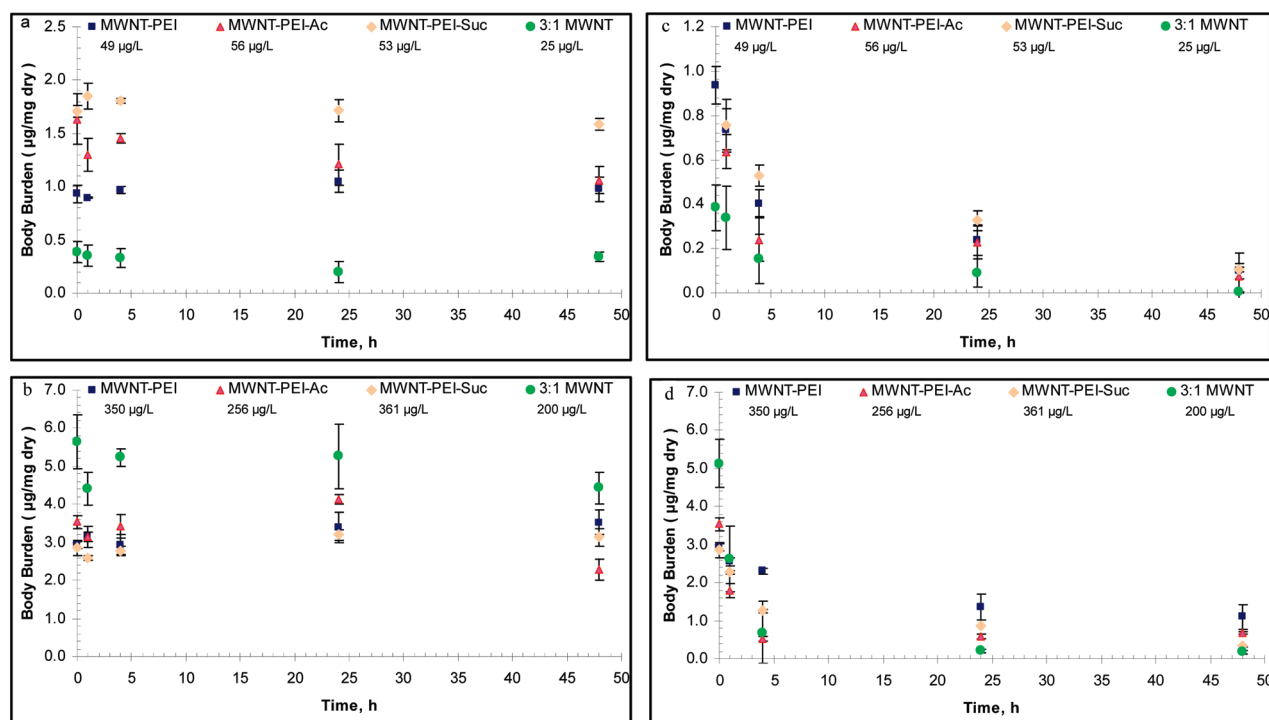 a
MWNT-PEI MWNT-PEI-Ac MWNT-PEI-Suc 3:1 MWNT
49 µg/L 56 µg/L 53 µg/L 25 µg/L
Body Burden ( µg/mg dry )
2.5
2.0
1.5
1.0
0.5
0.0
0 5 10 15 20 25 30 35 40 45 50
Time, h
c
MWNT-PEI MWNT-PEI-Ac MWNT-PEI-Suc 3:1 MWNT
49 µg/L 56 µg/L 53 µg/L 25 µg/L
Body Burden ( µg/mg dry )
1.2
1.0
0.8
0.6
0.4
0.2
0.0
0 5 10 15 20 25 30 35 40 45 50
Time, h
b
MWNT-PEI MWNT-PEI-Ac MWNT-PEI-Suc 3:1 MWNT
350 µg/L 256 µg/L 361 µg/L 200 µg/L
Body Burden ( µg/mg dry )
7.0
6.0
5.0
4.0
3.0
2.0
1.0
0.0
0 5 10 15 20 25 30 35 40 45 50
Time, h
d
MWNT-PEI MWNT-PEI-Ac MWNT-PEI-Suc 3:1 MWNT
350 µg/L 256 µg/L 361 µg/L 200 µg/L
Body Burden ( µg/mg dry )
7.0
6.0
5.0
4.0
3.0
2.0
1.0
0.0
0 5 10 15 20 25 30 35 40 45 50
Time, h